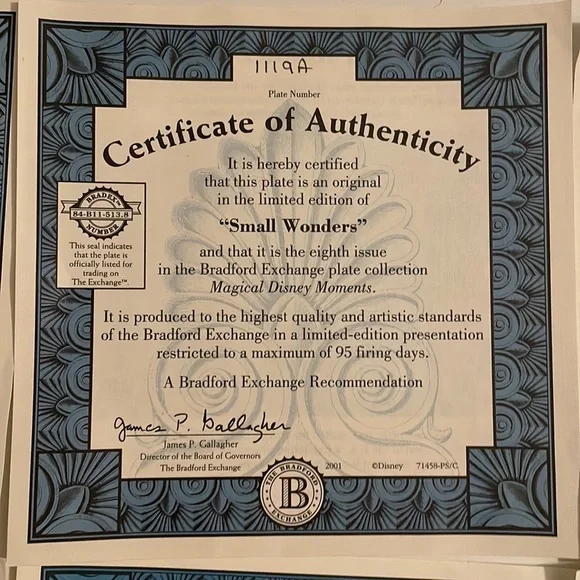 1119A
Plate Number
Certificate of Authenticity
It is hereby certified
that this plate is an original
in the limited edition of
“Small Wonders”
and that it is the eighth issue
in the Bradford Exchange plate collection
Magical Disney Moments.
BRADEX™
84-B11-513.8
NUMBER
This seal indicates
that the plate is
officially listed for
trading on
The Exchange™.
It is produced to the highest quality and artistic standards
of the Bradford Exchange in a limited-edition presentation
restricted to a maximum of 95 firing days.
A Bradford Exchange Recommendation
James P. Gallagher
James P. Gallagher
Director of the Board of Governors
The Bradford Exchange
2001 ©Disney 71458-PS/C
THE BRADFORD
B
EXCHANGE